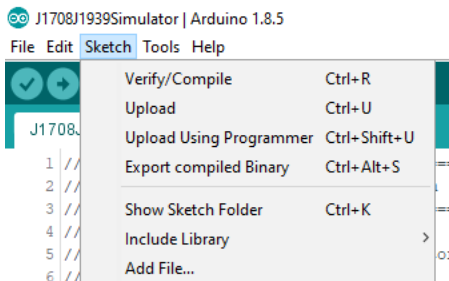 J1708J1939Simulator | Arduino 1.8.5
File Edit Sketch Tools Help
Verify/Compile Ctrl+R
Upload Ctrl+U
Upload Using Programmer Ctrl+Shift+U
Export compiled Binary Ctrl+Alt+S
Show Sketch Folder Ctrl+K
Include Library
Add File...
J1708J
1 //
2 //
3 //
4 //
5 //
6 //